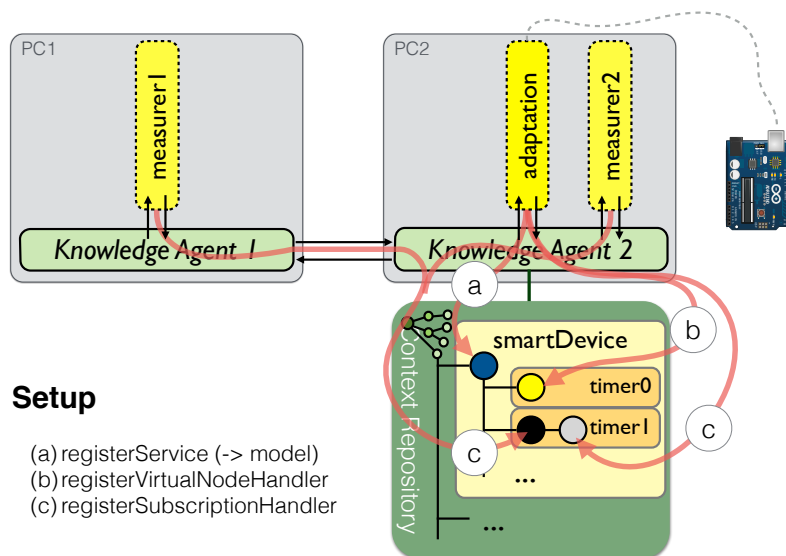 PC1
PC2
measurer1
adaptation
measurer2
Knowledge Agent 1
Knowledge Agent 2
a
b
smartDevice
timer0
timer1
c
c
...
...
Context Repository
Setup
(a) registerService (-> model)
(b) registerVirtualNodeHandler
(c) registerSubscriptionHandler